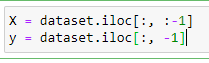 X = dataset.iloc[:, :-1]
y = dataset.iloc[:, -1]